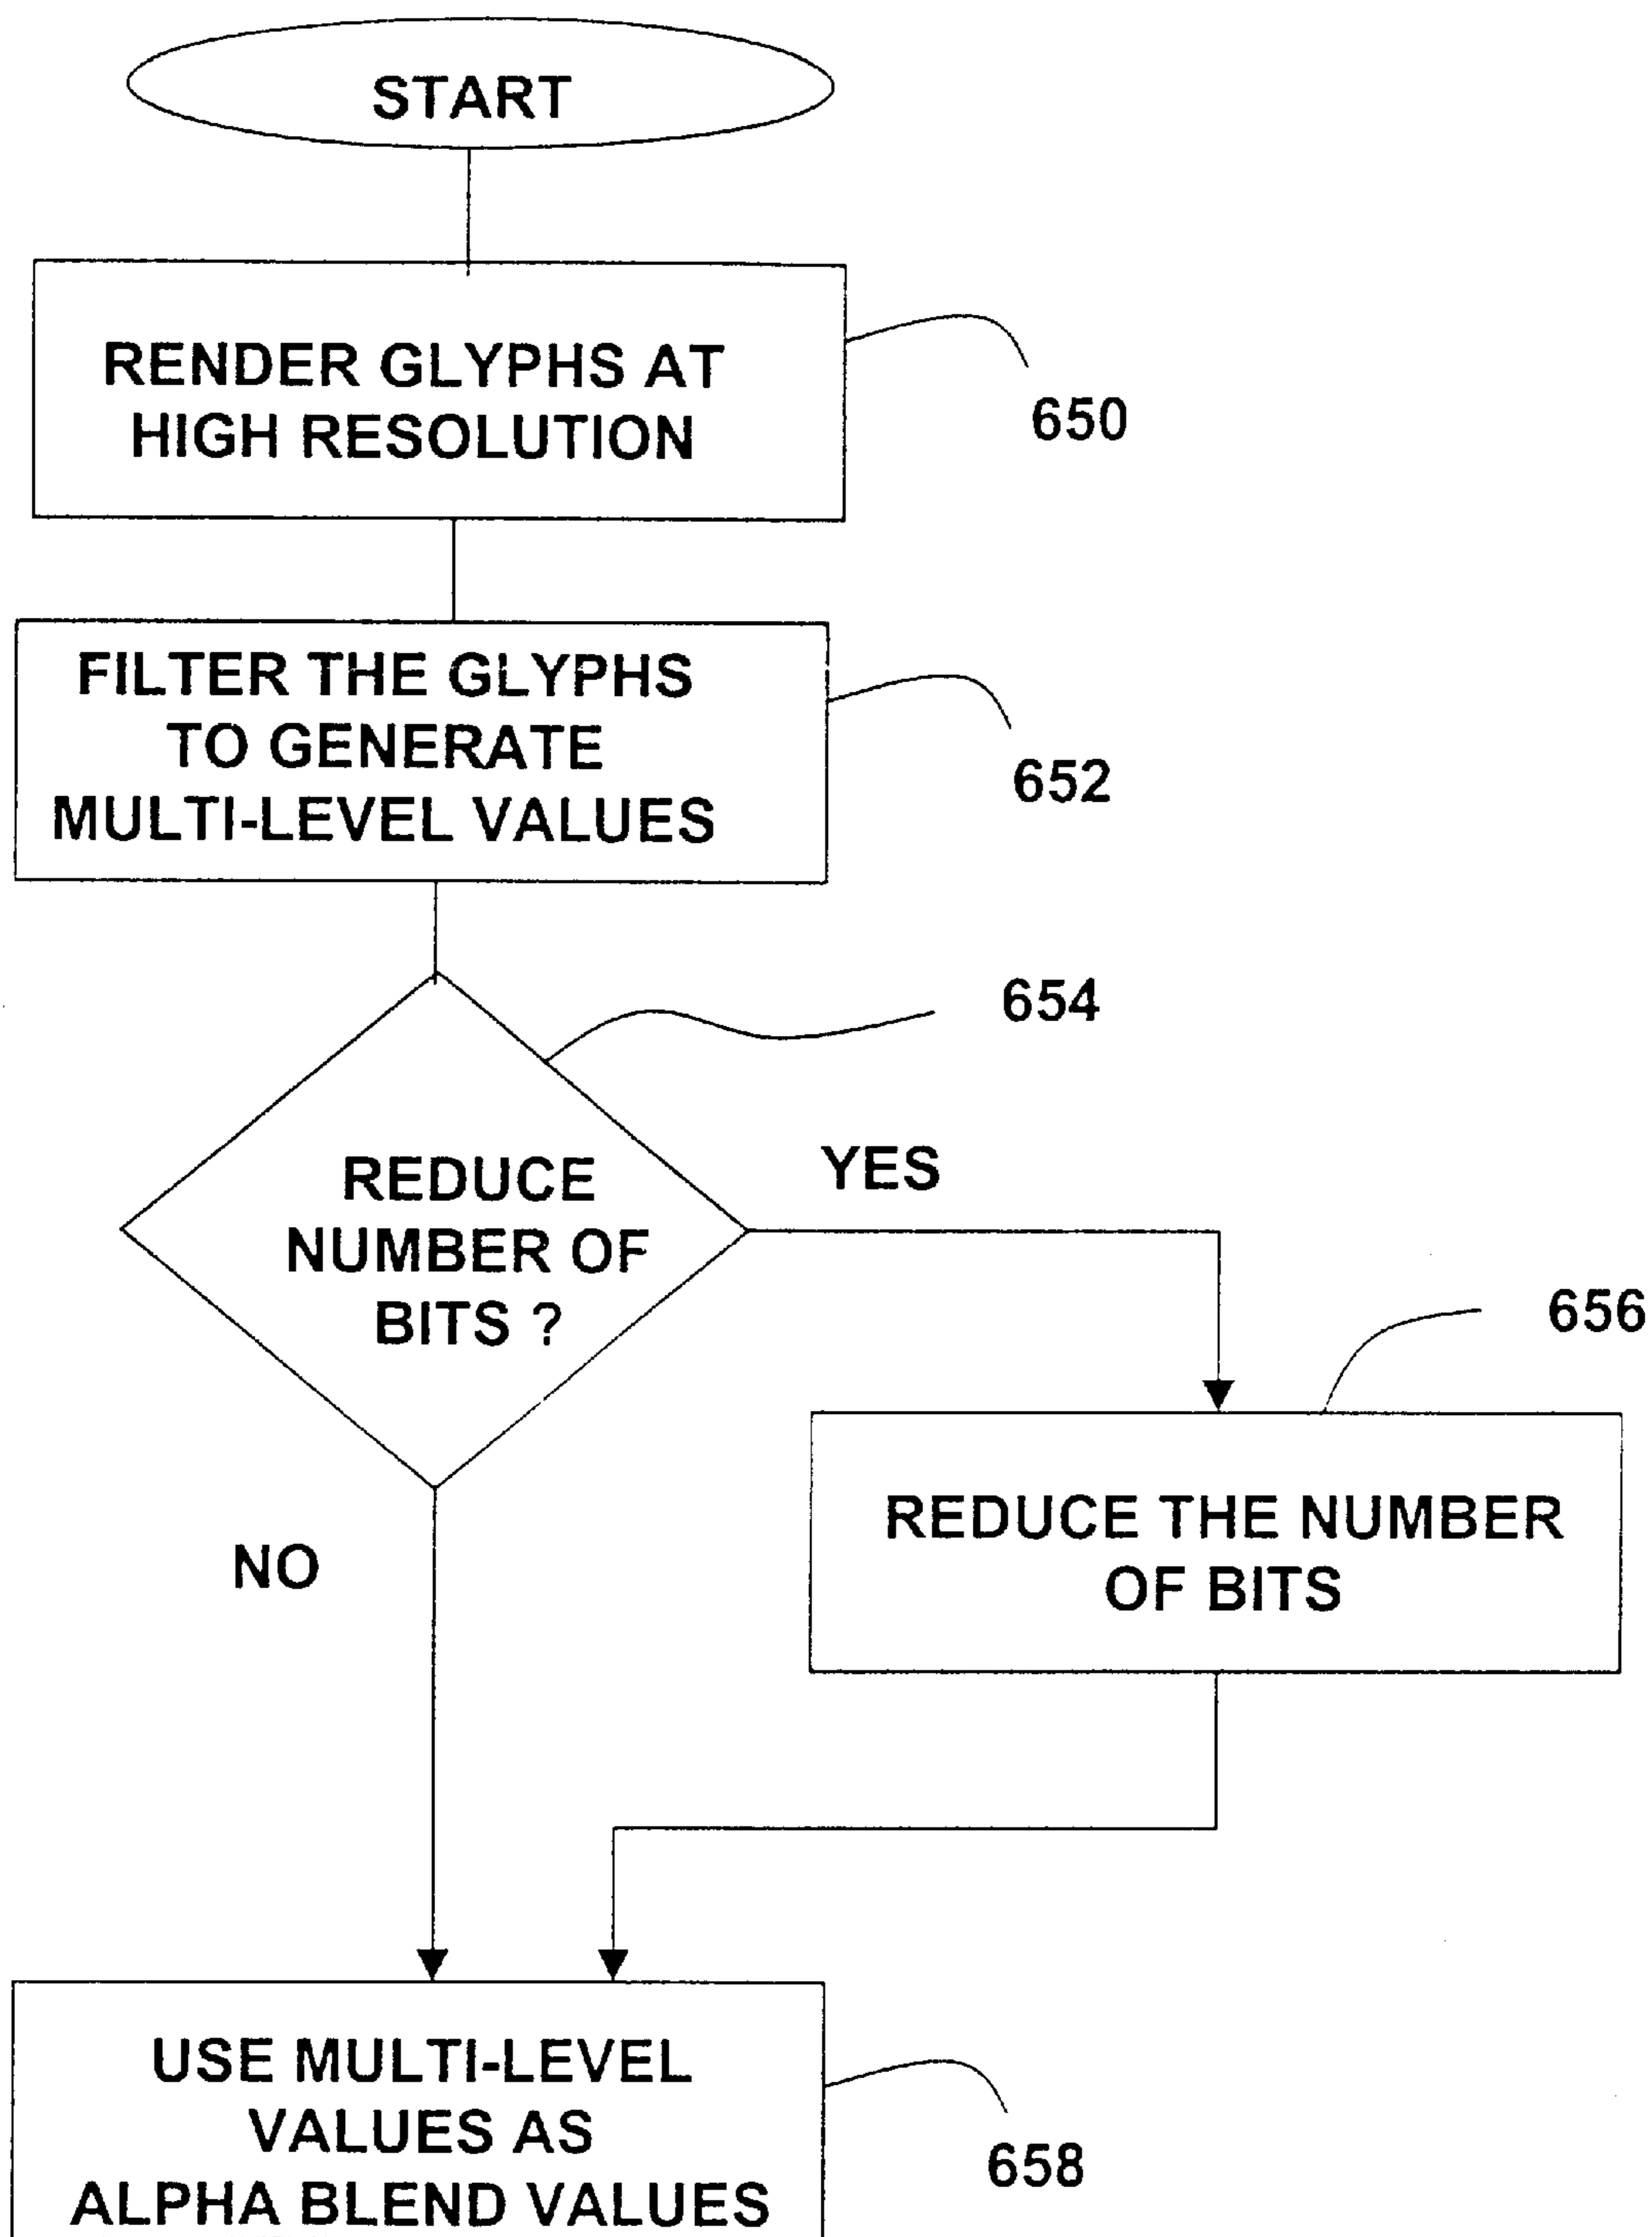 START
RENDER GLYPHS AT
HIGH RESOLUTION
650
FILTER THE GLYPHS
TO GENERATE
MULTI-LEVEL VALUES
652
654
REDUCE
NUMBER OF
BITS ?
YES
656
REDUCE THE NUMBER
OF BITS
NO
USE MULTI-LEVEL
VALUES AS
ALPHA BLEND VALUES
658